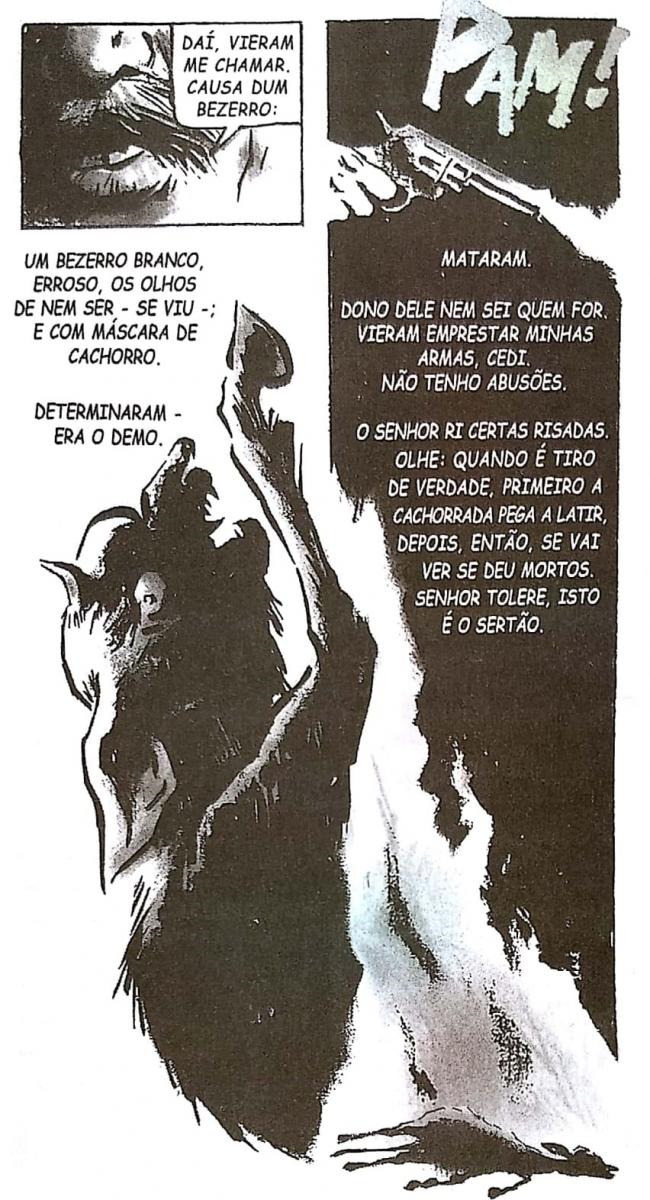 DAÍ, VIERAM
ME CHAMAR.
CAUSA DUM
BEZERRO:
UM BEZERRO BRANCO,
ERROSO, OS OLHOS
DE NEM SER - SE VIU -;
E COM MÁSCARA DE
CACHORRO.
DETERMINARAM -
ERA O DEMO.
PAM!
MATARAM.
DONO DELE NEM SEI QUEM FOR.
VIERAM EMPRESTAR MINHAS
ARMAS, CEDI.
NÃO TENHO ABUSÕES.
O SENHOR RI CERTAS RISADAS.
OLHE: QUANDO É TIRO
DE VERDADE, PRIMEIRO A
CACHORRADA PEGA A LATIR,
DEPOIS, ENTÃO, SE VAI
VER SE DEU MORTOS.
SENHOR TOLERE, ISTO
É O SERTÃO.